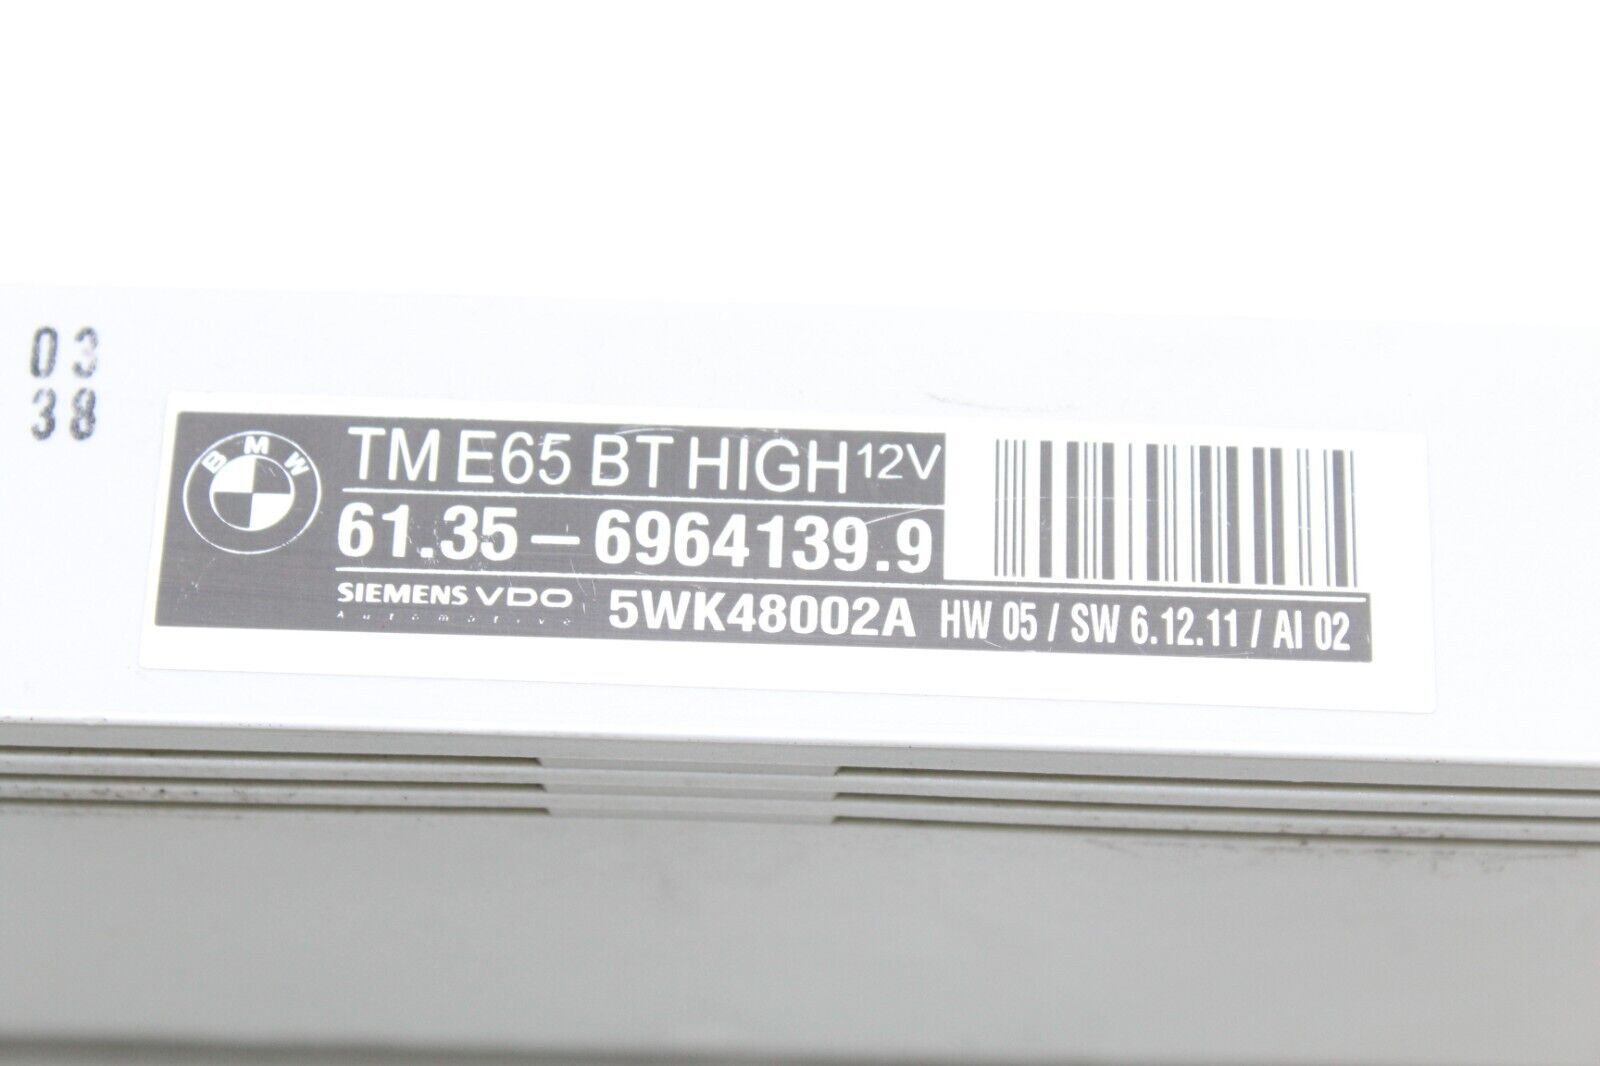 03
38
BMW
TM E65 BT HIGH 12V
61.35 – 6964139.9
SIEMENS VDO
Automotive
5WK48002A HW 05 / SW 6.12.11 / AI 02